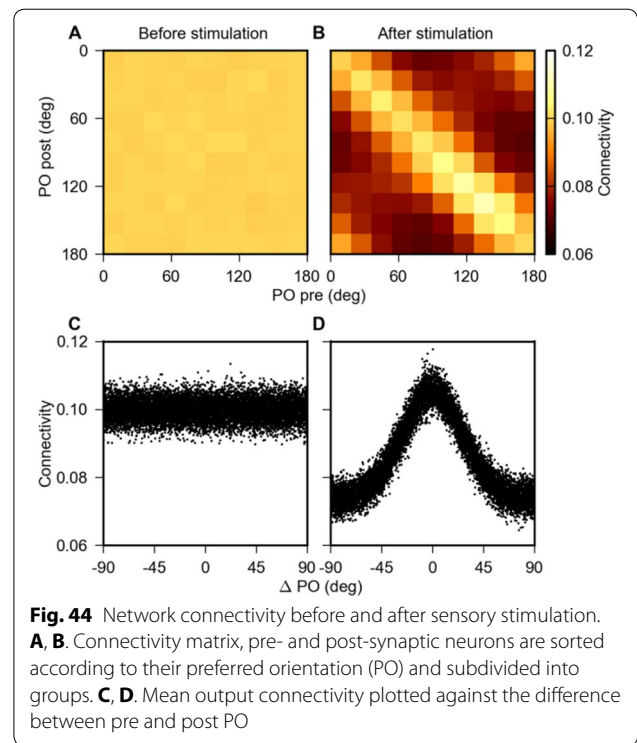 A Before stimulation
B After stimulation
0
60
120
180
PO post (deg)
0 60 120 180
0 60 120 180
PO pre (deg)
0.12
0.10
0.08
0.06
Connectivity
C
D
0.12
0.10
0.08
0.06
Connectivity
-90 -45 0 45 90
-90 -45 0 45 90
Δ PO (deg)
Fig. 44 Network connectivity before and after sensory stimulation.
A, B. Connectivity matrix, pre- and post-synaptic neurons are sorted
according to their preferred orientation (PO) and subdivided into
groups. C, D. Mean output connectivity plotted against the difference
between pre and post PO